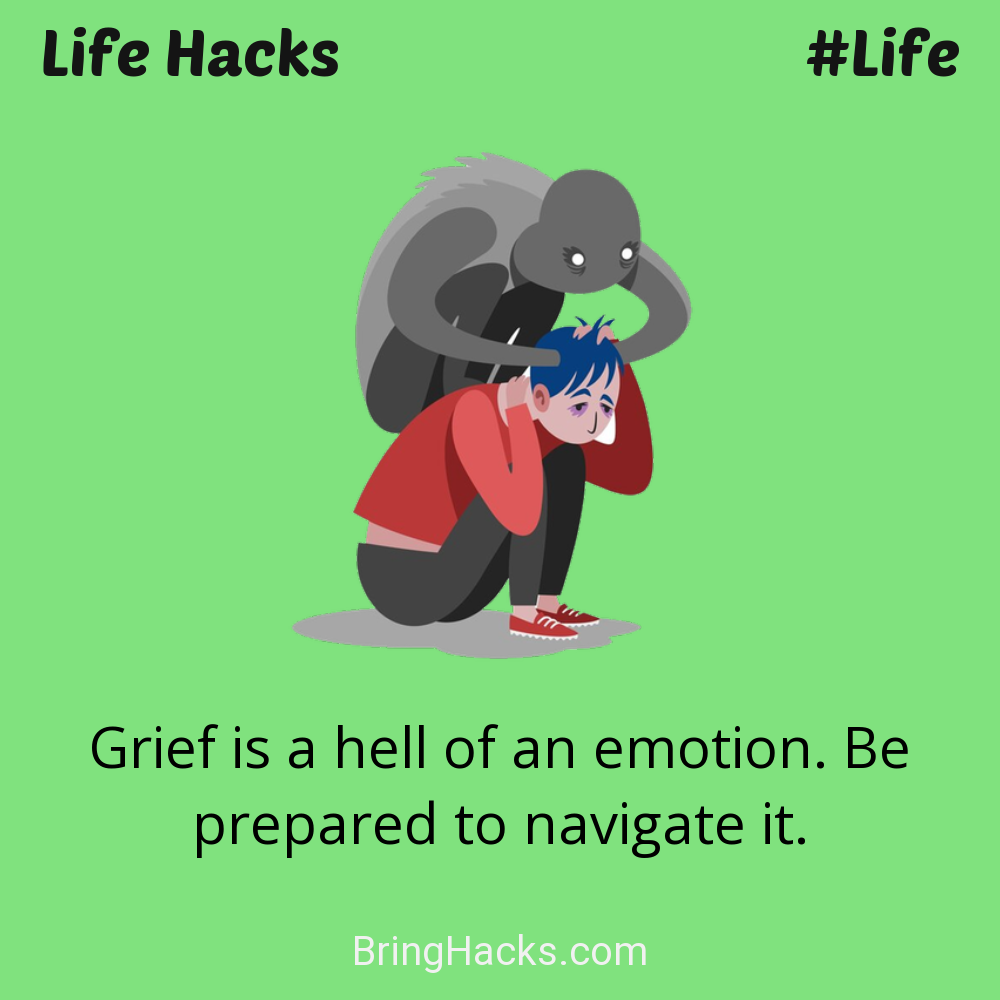 Life Hacks
#Life
Grief is a hell of an emotion. Be
prepared to navigate it.
BringHacks.com